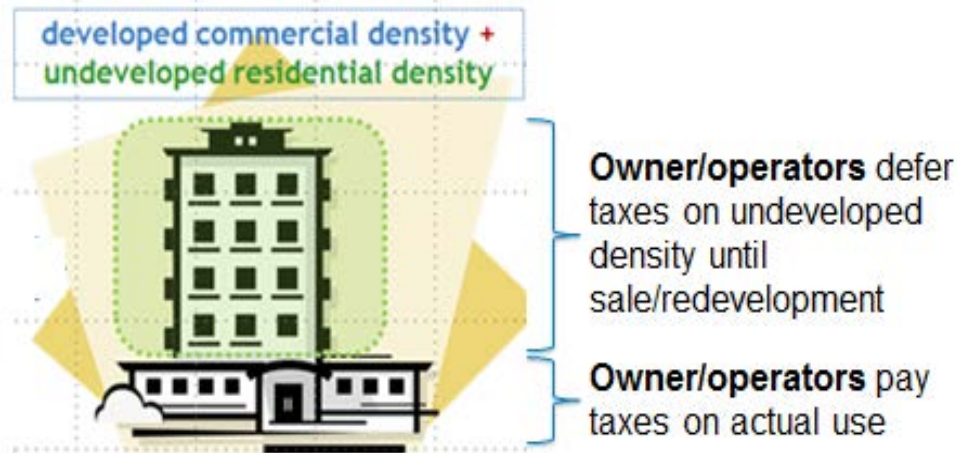 developed commercial density +
undeveloped residential density
Owner/operators defer
taxes on undeveloped
density until
sale/redevelopment
Owner/operators pay
taxes on actual use